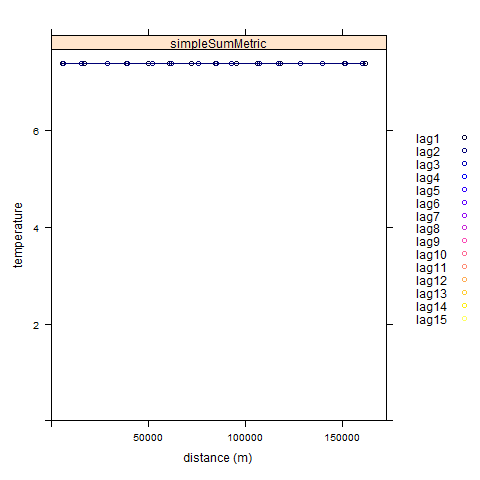 simpleSumMetric
6
4
2
temperature
50000
100000
150000
distance (m)
lag1
lag2
lag3
lag4
lag5
lag6
lag7
lag8
lag9
lag10
lag11
lag12
lag13
lag14
lag15